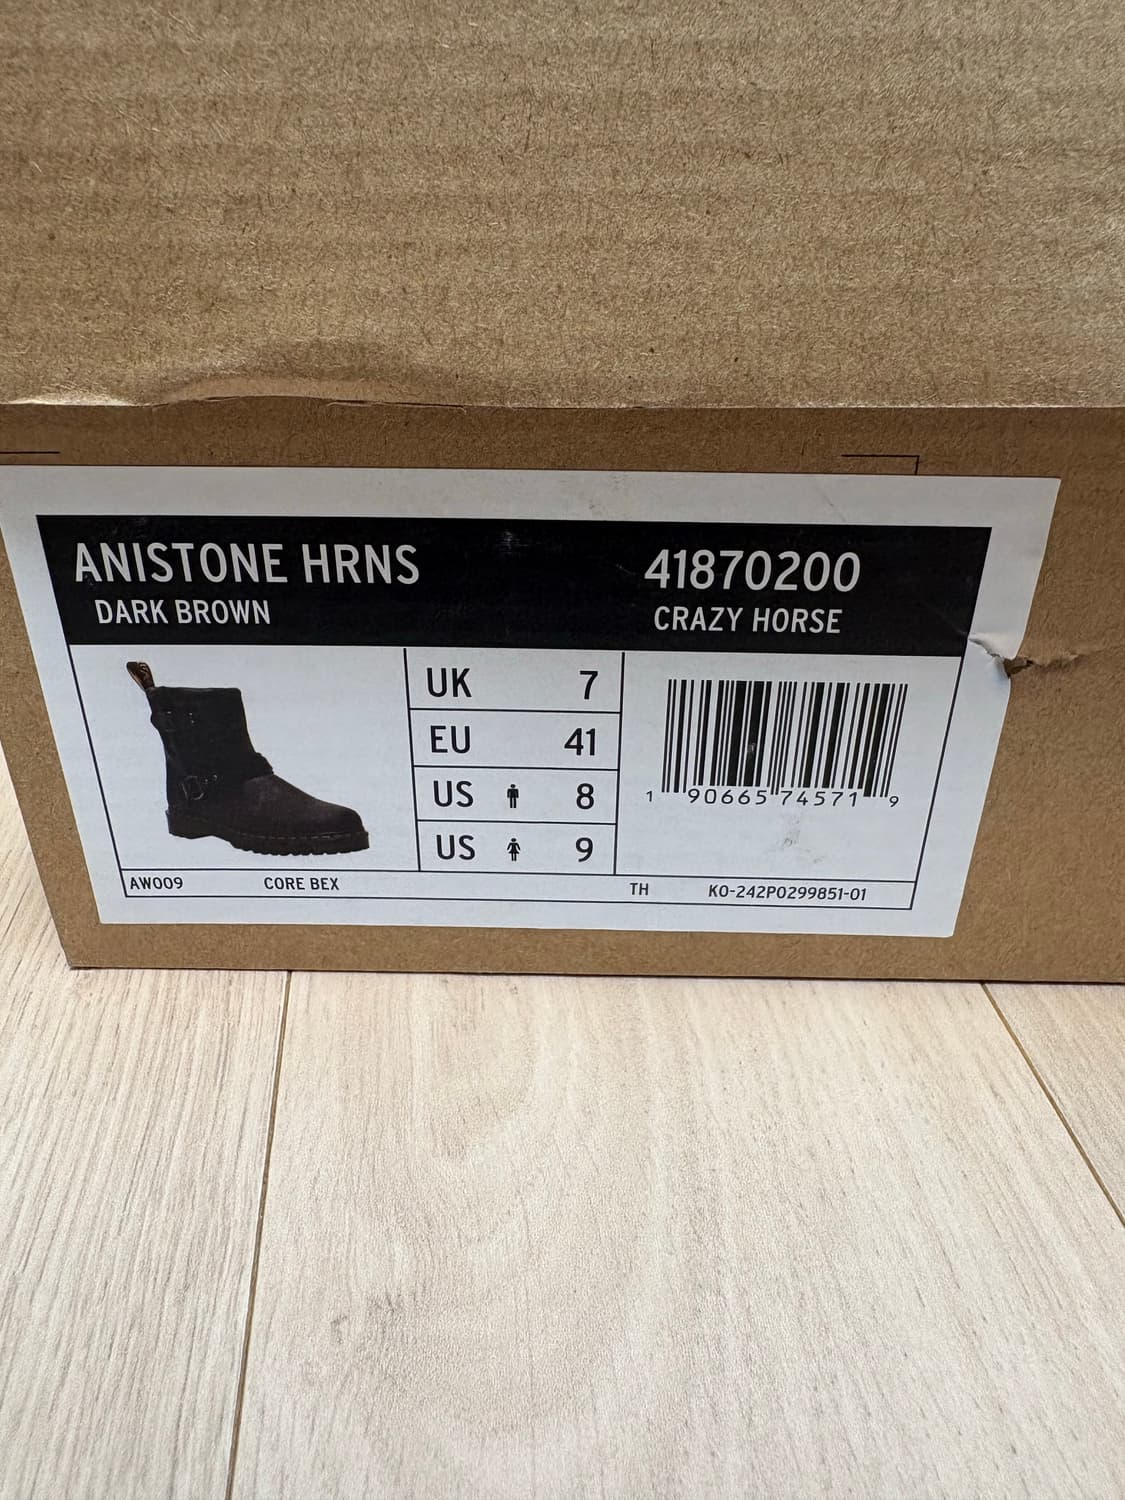 ANISTONE HRNS
DARK BROWN
41870200
CRAZY HORSE
UK 7
EU 41
US 8
US 9
1 90665 74571 9
AW009 CORE BEX TH KO-242P0299851-01